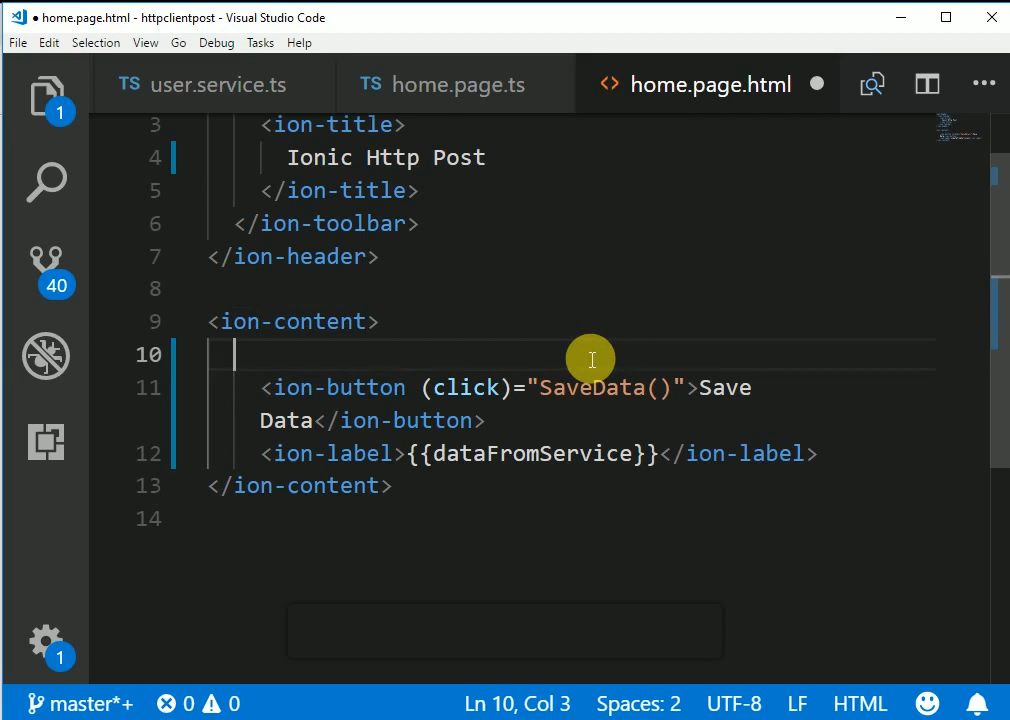 ● home.page.html - httpclientpost - Visual Studio Code
File Edit Selection View Go Debug Tasks Help
TS user.service.ts TS home.page.ts <> home.page.html ● •••
1
3 <ion-title>
4 Ionic Http Post
5 </ion-title>
6 </ion-toolbar>
7 </ion-header>
40
8
9 <ion-content>
10
11 <ion-button (click)="SaveData()">Save
Data</ion-button>
12 <ion-label>{{dataFromService}}</ion-label>
13 </ion-content>
14
1
master*+ 0 0 Ln 10, Col 3 Spaces: 2 UTF-8 LF HTML